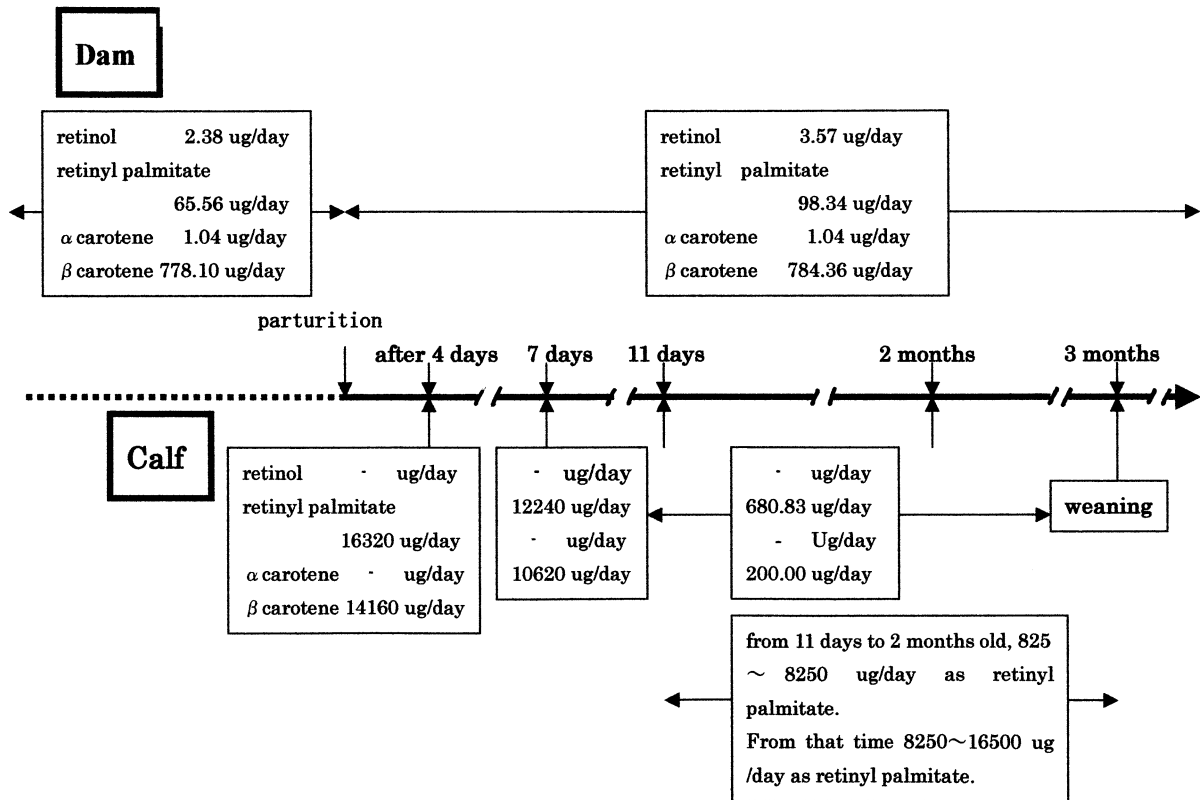 Dam
retinol 2.38 ug/day
retinyl palmitate
65.56 ug/day
α carotene 1.04 ug/day
β carotene 778.10 ug/day
retinol 3.57 ug/day
retinyl palmitate
98.34 ug/day
α carotene 1.04 ug/day
β carotene 784.36 ug/day
parturition
after 4 days 7 days 11 days 2 months 3 months
Calf
retinol - ug/day
retinyl palmitate
16320 ug/day
α carotene - ug/day
β carotene 14160 ug/day
- ug/day
12240 ug/day
- ug/day
10620 ug/day
- ug/day
680.83 ug/day
- Ug/day
200.00 ug/day
weaning
from 11 days to 2 months old, 825
～ 8250 ug/day as retinyl
palmitate.
From that time 8250～16500 ug
/day as retinyl palmitate.